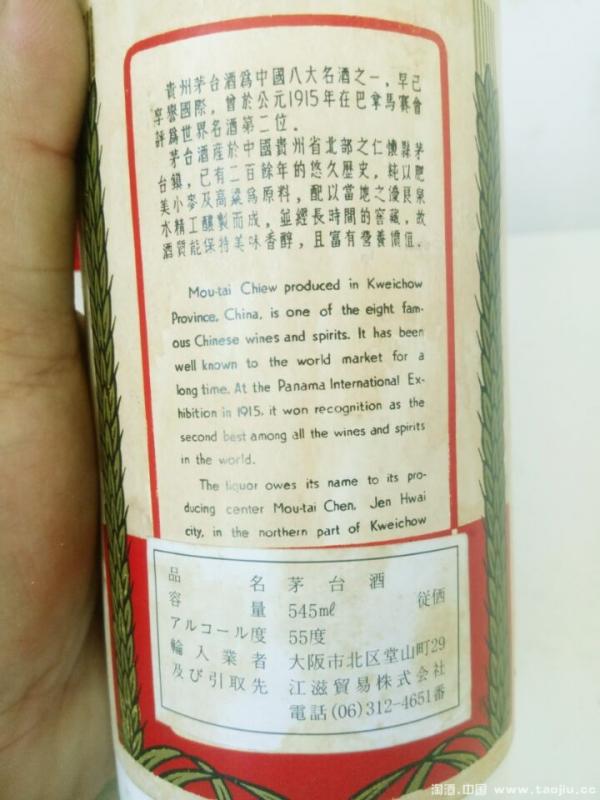 貴州茅台酒為中國八大名酒之一，早已
享譽國際，曾於公元1915年在巴拿馬賽會
評為世界名酒第二位．
茅台酒産於中國貴州省北部之仁懷縣茅
台鎮，已有二百餘年的悠久歷史，純以肥
美小麥及高粱為原料，配以當地之優良泉
水精工釀製而成，並經長時間的窖藏，故
酒質能保持美味香醇，且富有營養價值．
Mou-tai Chiew produced in Kweichow
Province, China, is one of the eight fam-
ous Chinese wines and spirits. It has been
well known to the world market for a
long time. At the Panama International Ex-
hibition in 1915, it won recognition as the
second best among all the wines and spirits
in the world.
The liquor owes its name to its pro-
ducing center Mou-tai Chen, Jen Hwai
city, in the northern part of Kweichow
品名 茅台酒
容量 545ml 従価
アルコール度 55度
輸入業者 大阪市北区堂山町29
及び引取先 江滋貿易株式会社
電話(06)312-4651番
淘酒.中国 www.taojiu.cc